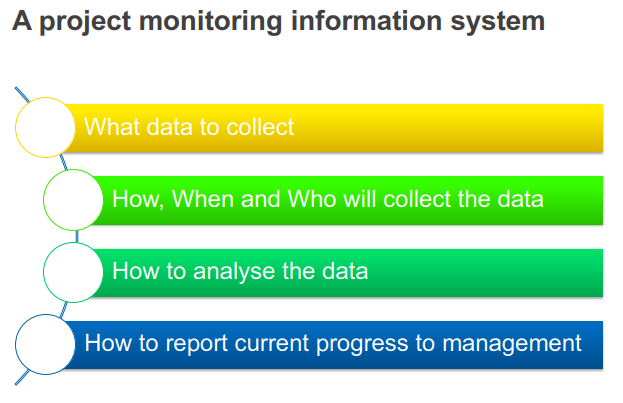 A project monitoring information system
What data to collect
How, When and Who will collect the data
How to analyse the data
How to report current progress to management